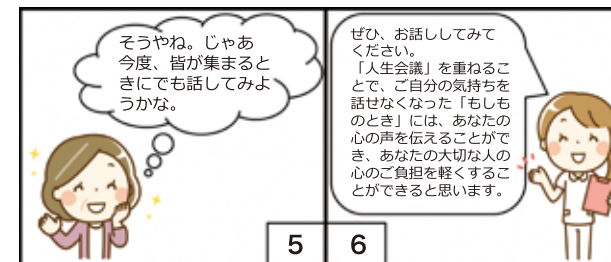 そうやね。じゃあ
今度、皆が集まると
きにでも話してみよ
うかな。
5
ぜひ、お話ししてみて
ください。
「人生会議」を重ねるこ
とで、ご自分の気持ちを
話せなくなった「もしも
のとき」には、あなたの
心の声を伝えることがで
き、あなたの大切な人の
心のご負担を軽くするこ
とができると思います。
6